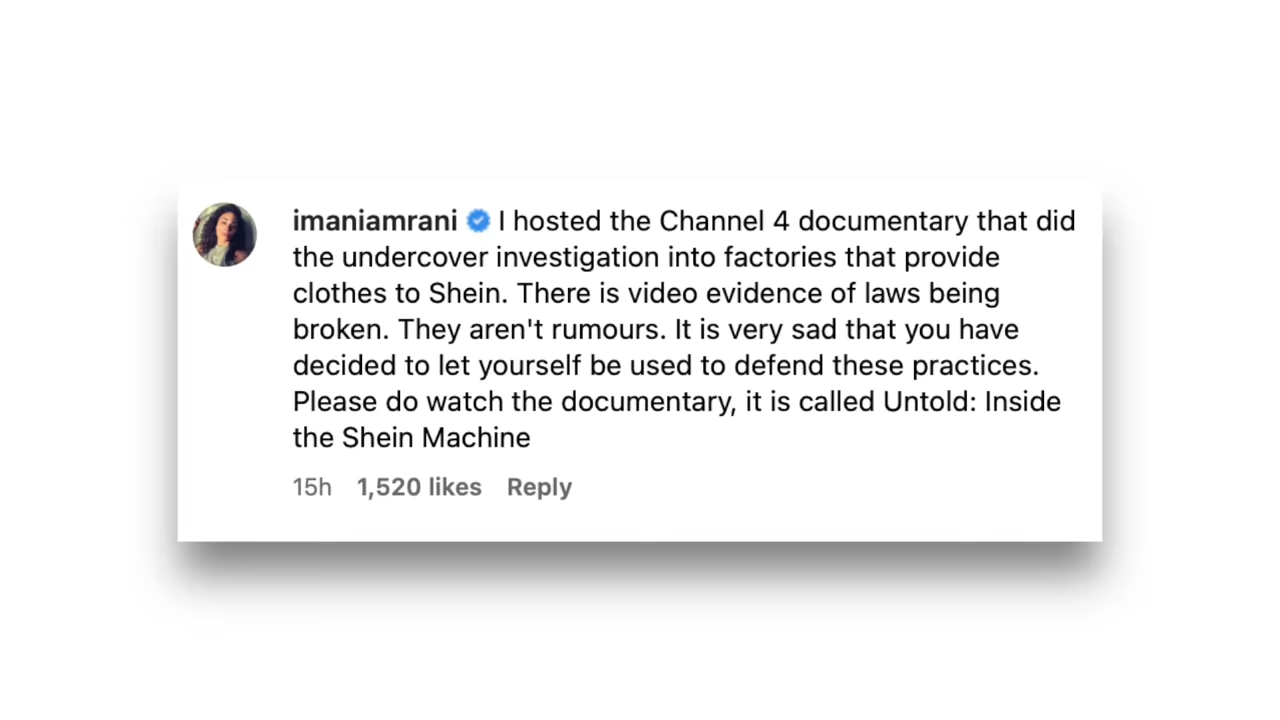 imaniamrani I hosted the Channel 4 documentary that did
the undercover investigation into factories that provide
clothes to Shein. There is video evidence of laws being
broken. They aren't rumours. It is very sad that you have
decided to let yourself be used to defend these practices.
Please do watch the documentary, it is called Untold: Inside
the Shein Machine
15h 1,520 likes Reply